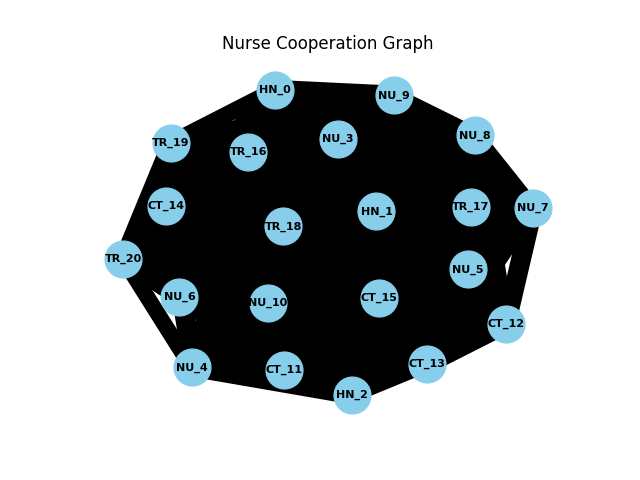 Nurse Cooperation Graph
HN_0
NU_9
NU_8
NU_3
TR_19
TR_16
CT_14
TR_17
NU_7
HN_1
TR_18
TR_20
NU_5
NU_6
CT_15
NU_10
CT_12
CT_13
NU_4
CT_11
HN_2